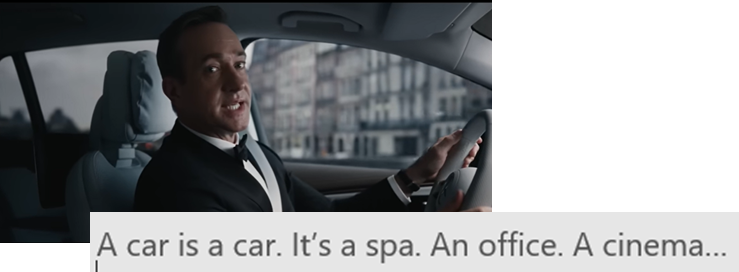 A car is a car. It’s a spa. An office. A cinema...